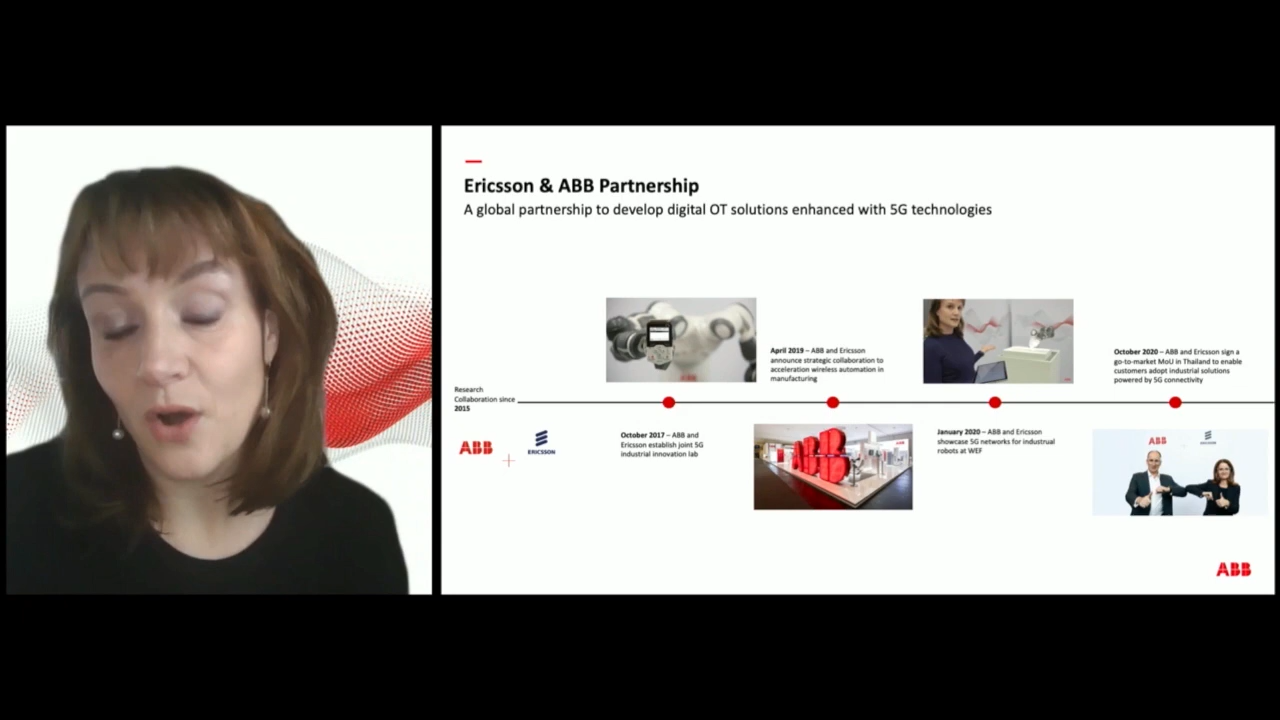 Ericsson & ABB Partnership
A global partnership to develop digital OT solutions enhanced with 5G technologies
Research
Collaboration since
2015
ABB
ERICSSON
October 2017 – ABB and
Ericsson establish joint 5G
industrial innovation lab
April 2019 – ABB and Ericsson
announce strategic collaboration to
acceleration wireless automation in
manufacturing
January 2020 – ABB and Ericsson
showcase 5G networks for industrual
robots at WEF
October 2020 – ABB and Ericsson sign a
go-to-market MoU in Thailand to enable
customers adopt industrial solutions
powered by 5G connectivity
ABB
ABB
ERICSSON
ABB